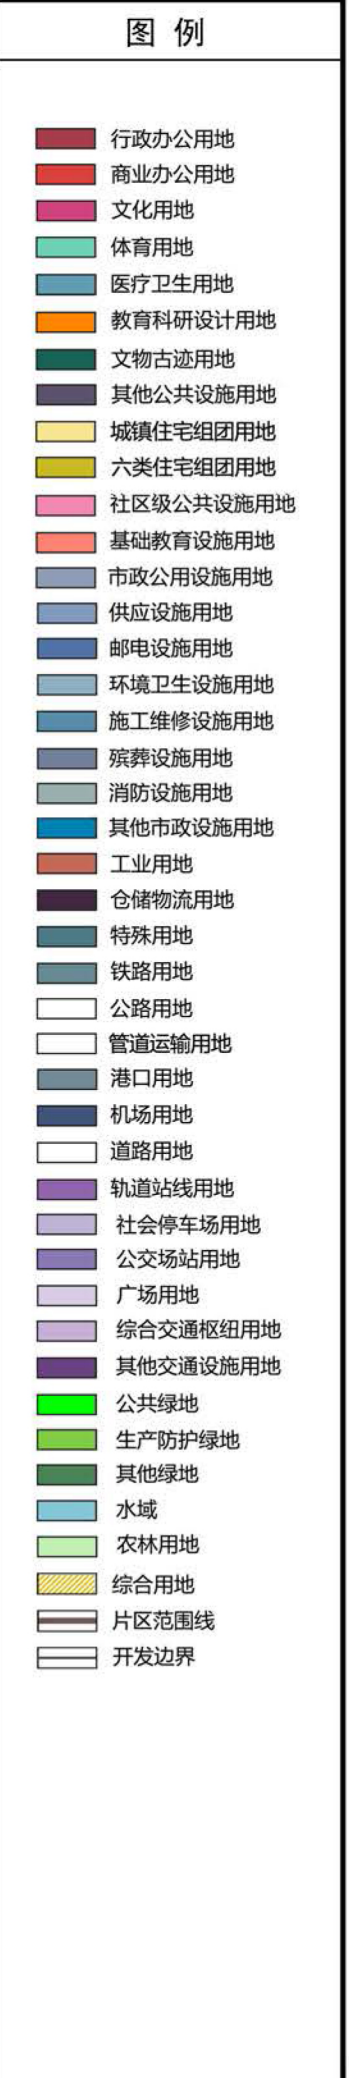 图 例
行政办公用地
商业办公用地
文化用地
体育用地
医疗卫生用地
教育科研设计用地
文物古迹用地
其他公共设施用地
城镇住宅组团用地
六类住宅组团用地
社区级公共设施用地
基础教育设施用地
市政公用设施用地
供应设施用地
邮电设施用地
环境卫生设施用地
施工维修设施用地
殡葬设施用地
消防设施用地
其他市政设施用地
工业用地
仓储物流用地
特殊用地
铁路用地
公路用地
管道运输用地
港口用地
机场用地
道路用地
轨道站线用地
社会停车场用地
公交场站用地
广场用地
综合交通枢纽用地
其他交通设施用地
公共绿地
生产防护绿地
其他绿地
水域
农林用地
综合用地
片区范围线
开发边界